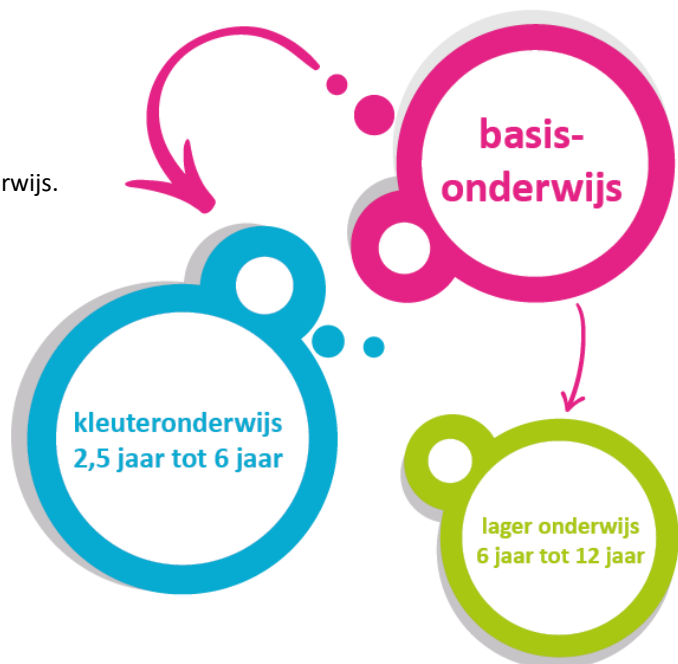 basis-
onderwijs
rwijs.
kleuteronderwijs
2,5 jaar tot 6 jaar
lager onderwijs
6 jaar tot 12 jaar